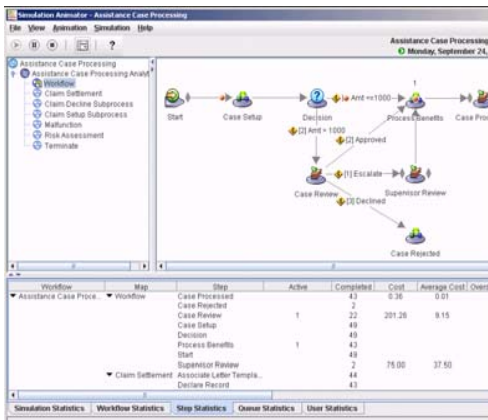 Simulation Animator - Assistance Case Processing
File View Animation Simulation Help
?
Assistance Case Processing
Monday, September 24,
Assistance Case Processing
Assistance Case Processing Analyt
Workflow
Claim Settlement
Claim Decline Subprocess
Claim Setup Subprocess
Malfunction
Risk Assessment
Terminate
1
Amt <=1000
Start
Case Setup
Decision
Process Benefits
Case Pro
[2] Amt > 1000
[2] Approved
[1] Escalate
Case Review
Supervisor Review
[3] Declined
Case Rejected
Workflow Map Step Active Completed Cost Average Cost Overs
Assistance Case Proce... Workflow Case Processed 43 0.36 0.01
Case Rejected 2
Case Review 1 22 201.26 9.15
Case Setup 49
Decision 49
Process Benefits 1 43
Start 49
Supervisor Review 2 75.00 37.50
Claim Settlement Associate Letter Templa... 44
Declare Record 43
Simulation Statistics Workflow Statistics Step Statistics Queue Statistics User Statistics